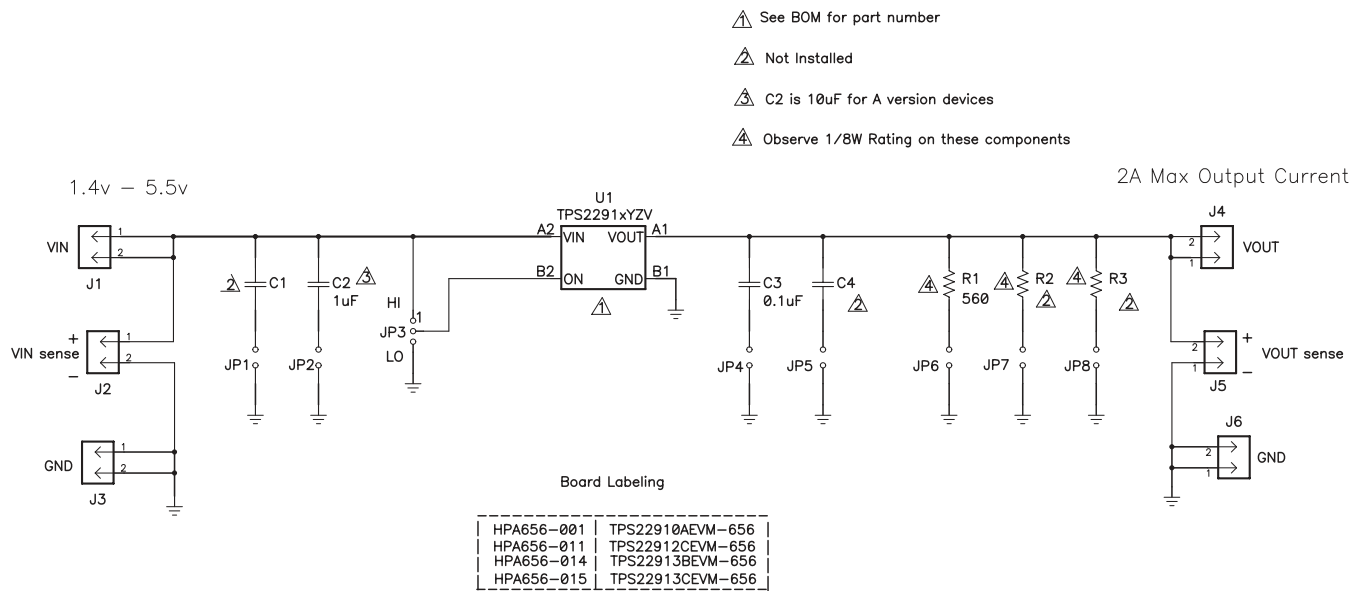 1 See BOM for part number
2 Not Installed
3 C2 is 10uF for A version devices
4 Observe 1/8W Rating on these components
1.4v – 5.5v
2A Max Output Current
U1
TPS2291xYZV
VIN
1
2
J1
A2 VIN VOUT A1
B2 ON GND B1
1
J4
2
1
VOUT
2 C1
C2 3
1uF
HI
1
JP3
LO
C3
0.1uF
C4
2
4 R1
560
4 R2
2
4 R3
2
VIN sense
+
–
1
2
J2
JP1
JP2
JP4
JP5
JP6
JP7
JP8
2
1
+
–
VOUT sense
J5
GND
1
2
J3
J6
2
1
GND
Board Labeling
HPA656–001 TPS22910AEVM–656
HPA656–011 TPS22912CEVM–656
HPA656–014 TPS22913BEVM–656
HPA656–015 TPS22913CEVM–656